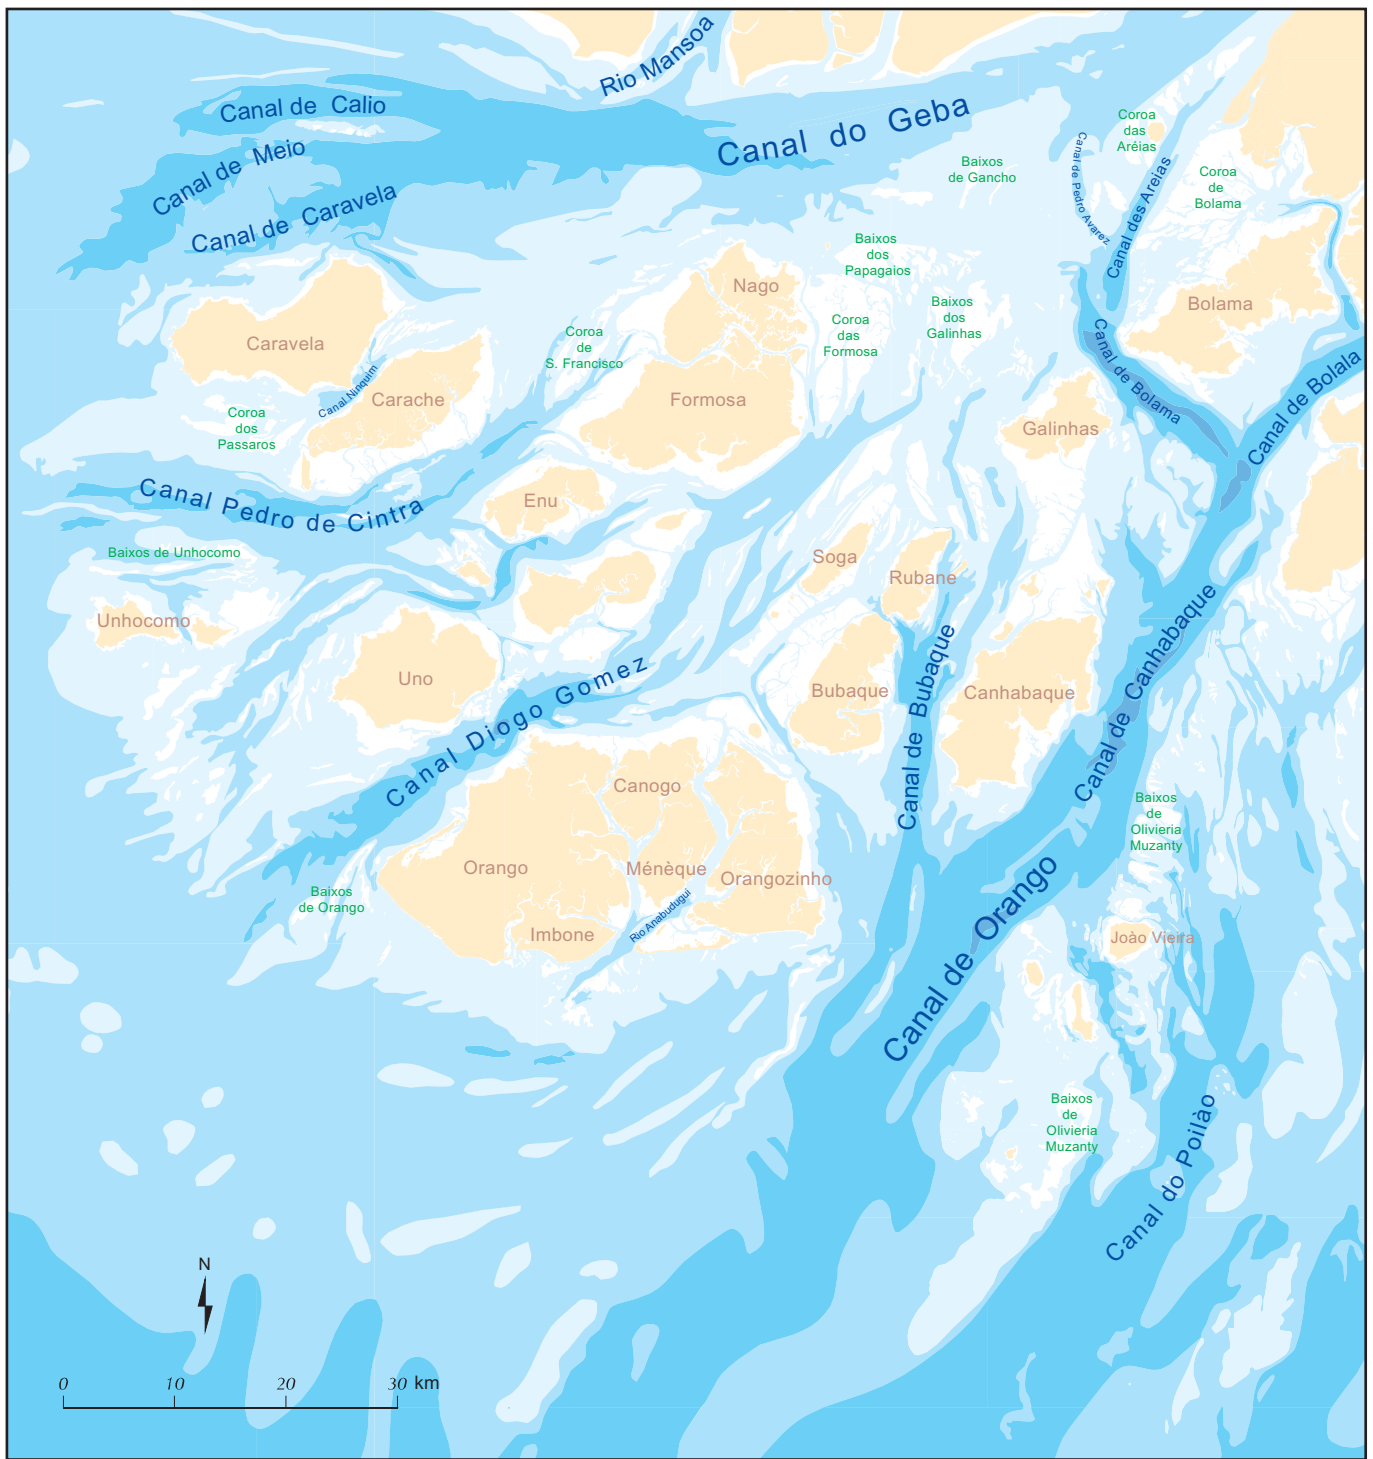 Rio Mansoa
Canal de Calio
Canal do Geba
Canal de Meio
Canal de Caravela
Coroa
das
Aréias
Baixos
de Gancho
Canal de Pedro Avarez
Canal des Areias
Coroa
de
Bolama
Baixos
dos
Papagaios
Nago
Bolama
Baixos
dos
Galinhas
Coroa
das
Formosa
Coroa
de
S. Francisco
Caravela
Canal Ninquim
Carache
Formosa
Canal de Bolama
Canal de Bolala
Coroa
dos
Passaros
Galinhas
Canal Pedro de Cintra
Enu
Baixos de Unhocomo
Soga
Rubane
Unhocomo
Uno
Bubaque
Canal de Bubaque
Canhabaque
Canal de Canhabaque
Canal Diogo Gomez
Canogo
Baixos
de
Olivieria
Muzanty
Orango
Ménèque
Orangozinho
Baixos
de Orango
Rio Anabudugui
Imbone
Canal de Orango
Joào Vieira
Baixos
de
Olivieria
Muzanty
Canal do Poilào
N
0 10 20 30 km